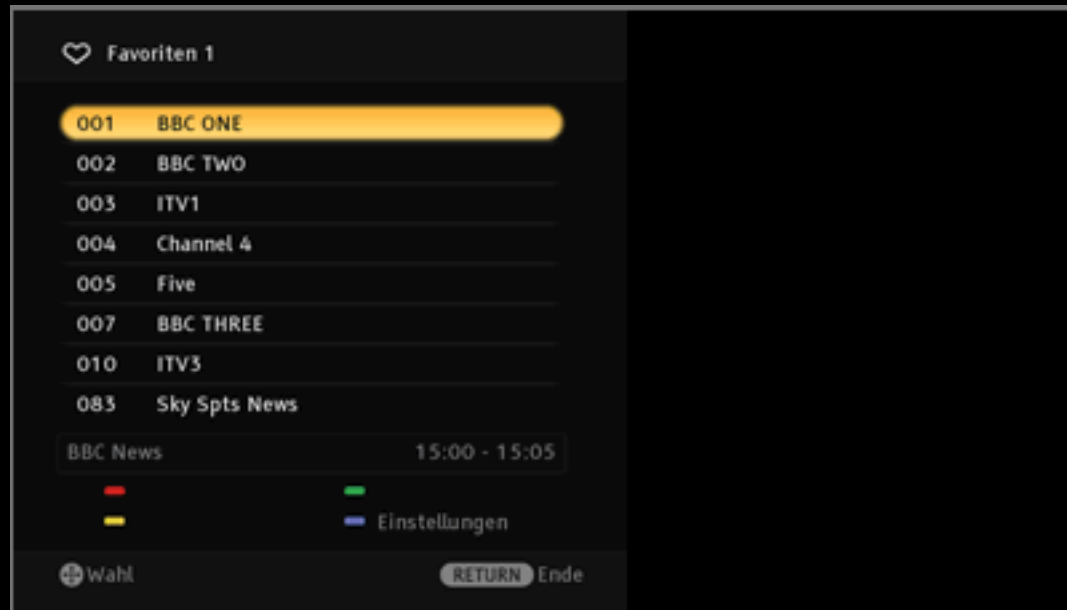 Favoriten 1
001 BBC ONE
002 BBC TWO
003 ITV1
004 Channel 4
005 Five
007 BBC THREE
010 ITV3
083 Sky Spts News
BBC News 15:00 - 15:05
Einstellungen
Wahl RETURN Ende